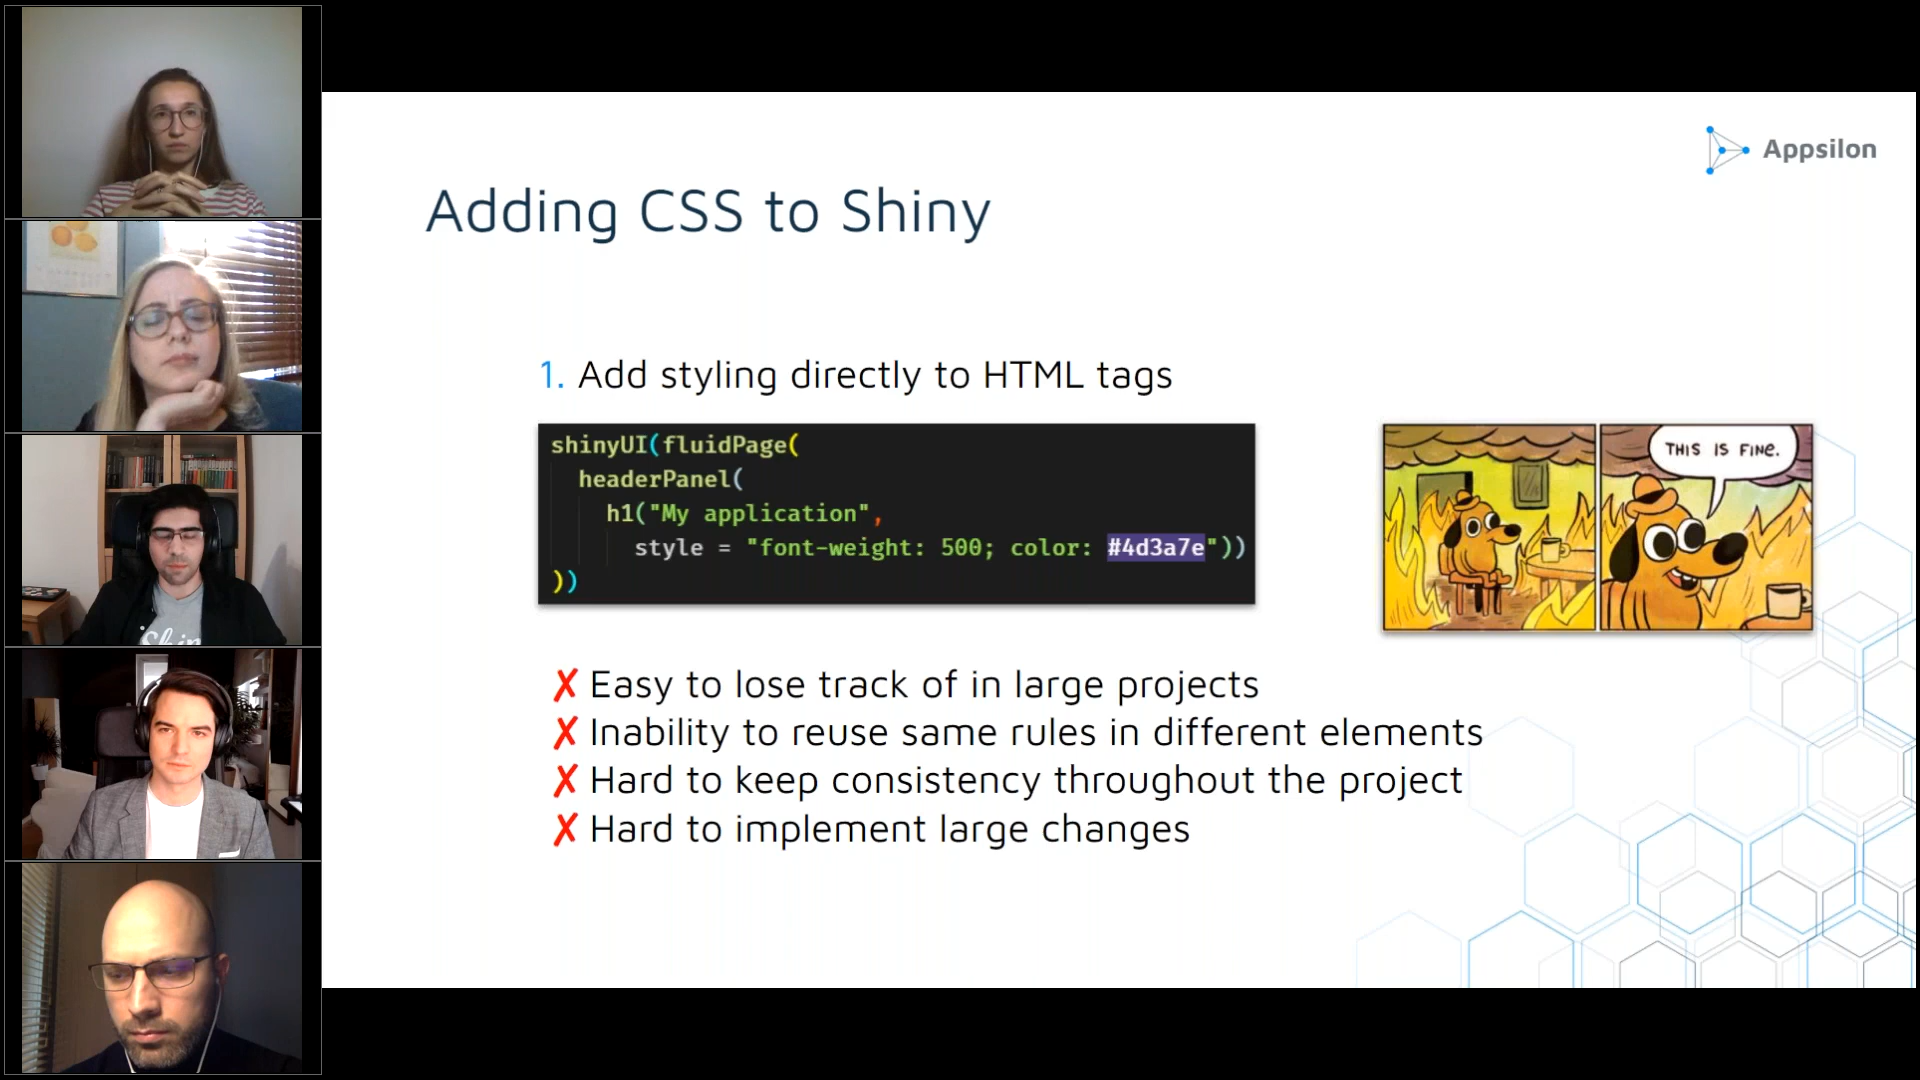 Appsilon
Adding CSS to Shiny
1. Add styling directly to HTML tags
shinyUI(fluidPage(
headerPanel(
h1("My application",
style = "font-weight: 500; color: #4d3a7e"))
))
THIS IS FINE.
✗ Easy to lose track of in large projects
✗ Inability to reuse same rules in different elements
✗ Hard to keep consistency throughout the project
✗ Hard to implement large changes